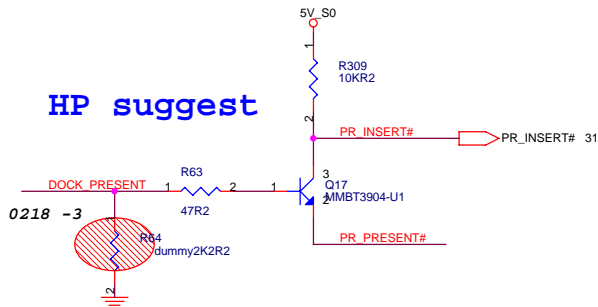 5V_S0
1
R309
10KR2
HP suggest
2
PR_INSERT#
PR_INSERT# 31
R63
3
DOCK_PRESENT
1
2
1
Q17
MMBT3904-U1
2
0218 -3
47R2
1
R64
dummy2K2R2
PR_PRESENT#
2